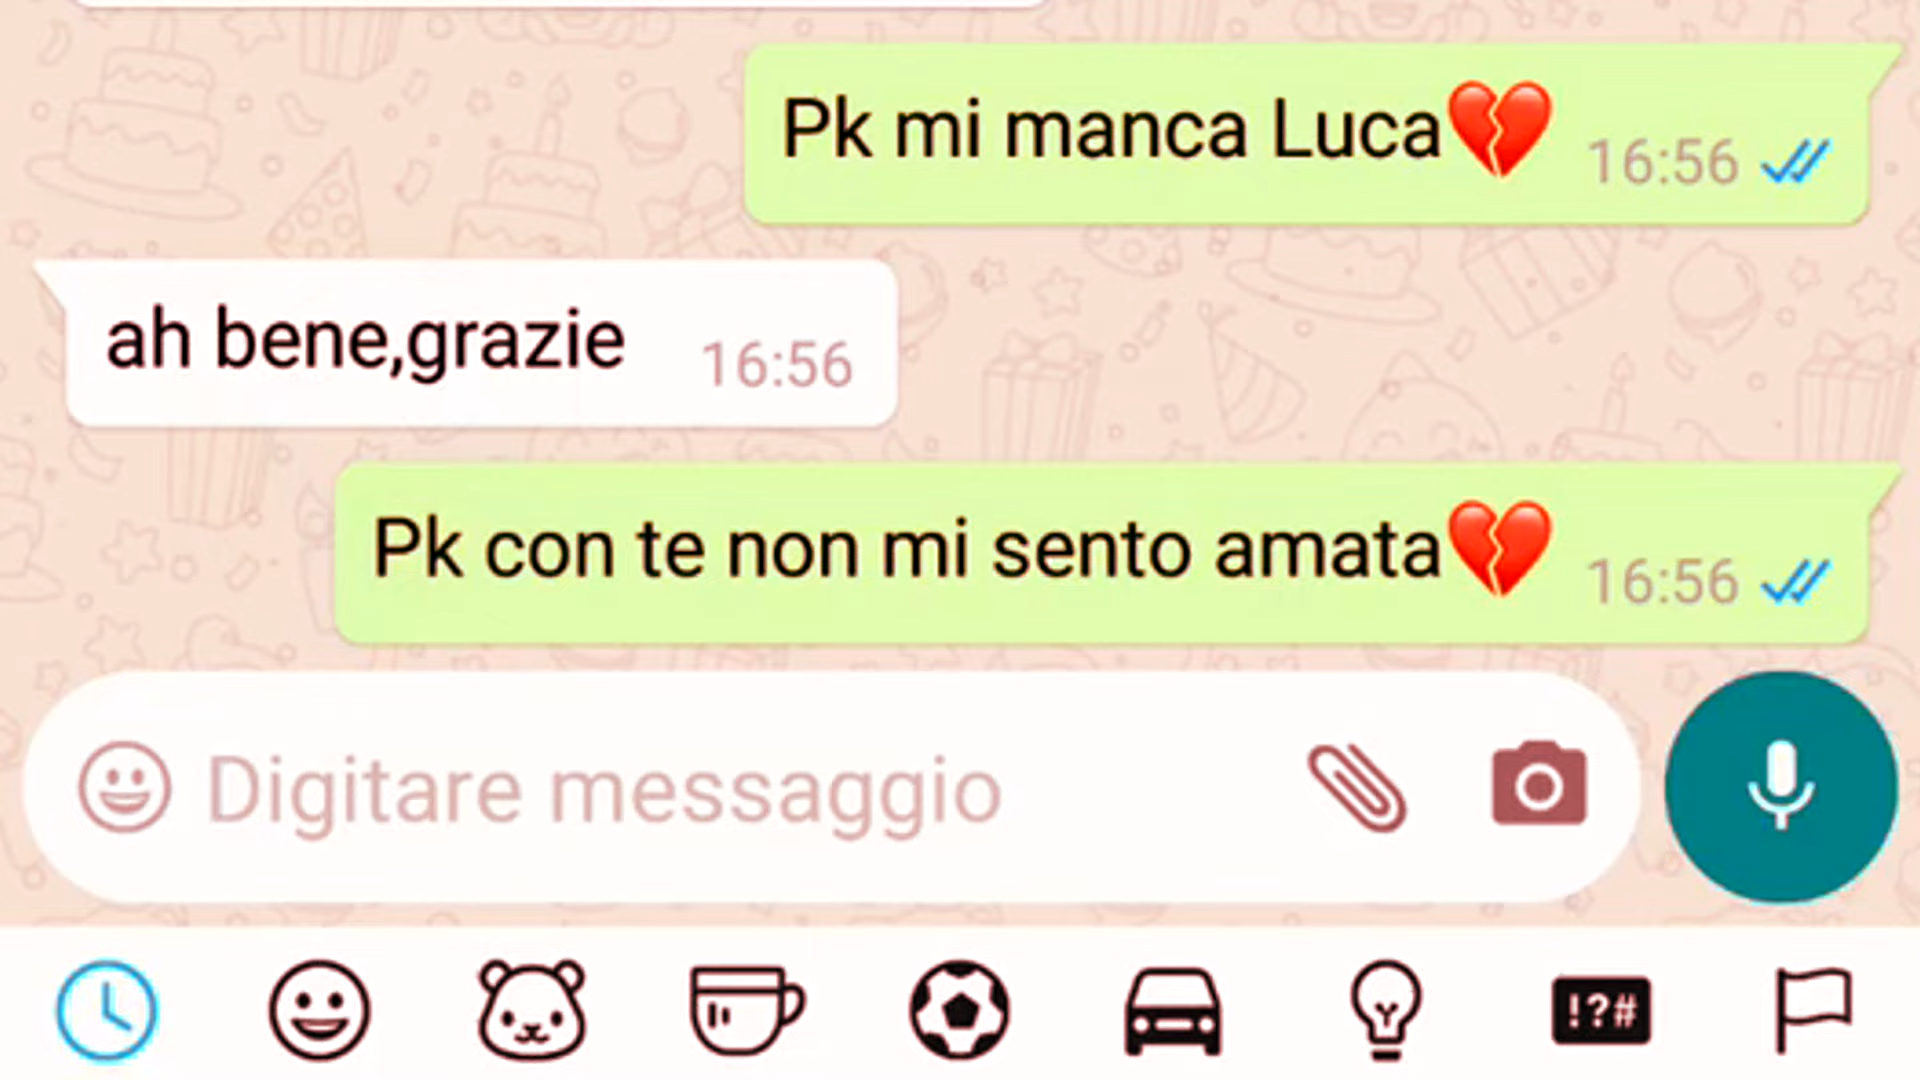 Pk mi manca Luca💔 16:56
ah bene,grazie 16:56
Pk con te non mi sento amata💔 16:56
Digitare messaggio
!?#